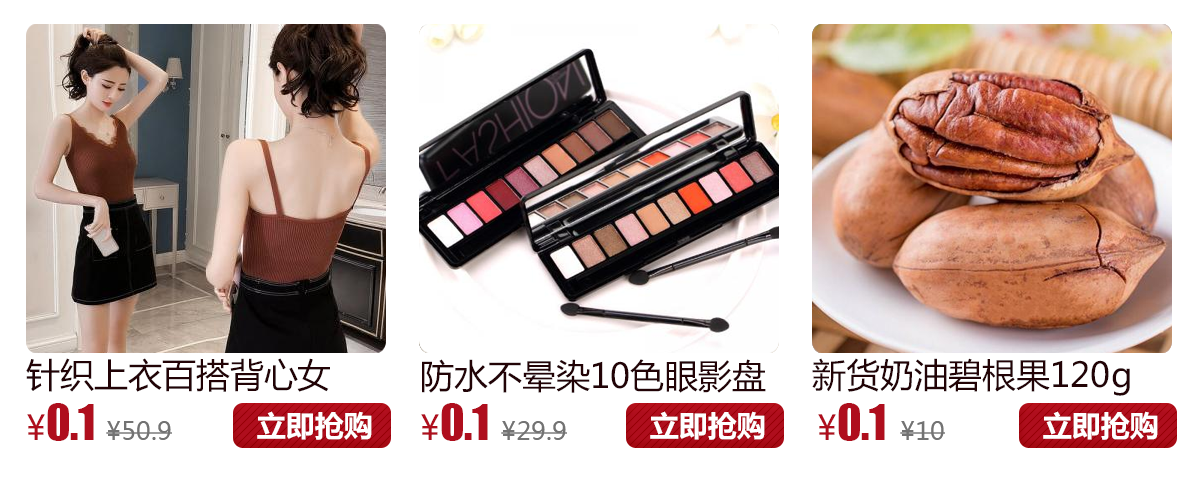 FASHION
针织上衣百搭背心女
¥0.1 ¥50.9 立即抢购
防水不晕染10色眼影盘
¥0.1 ¥29.9 立即抢购
新货奶油碧根果120g
¥0.1 ¥10 立即抢购